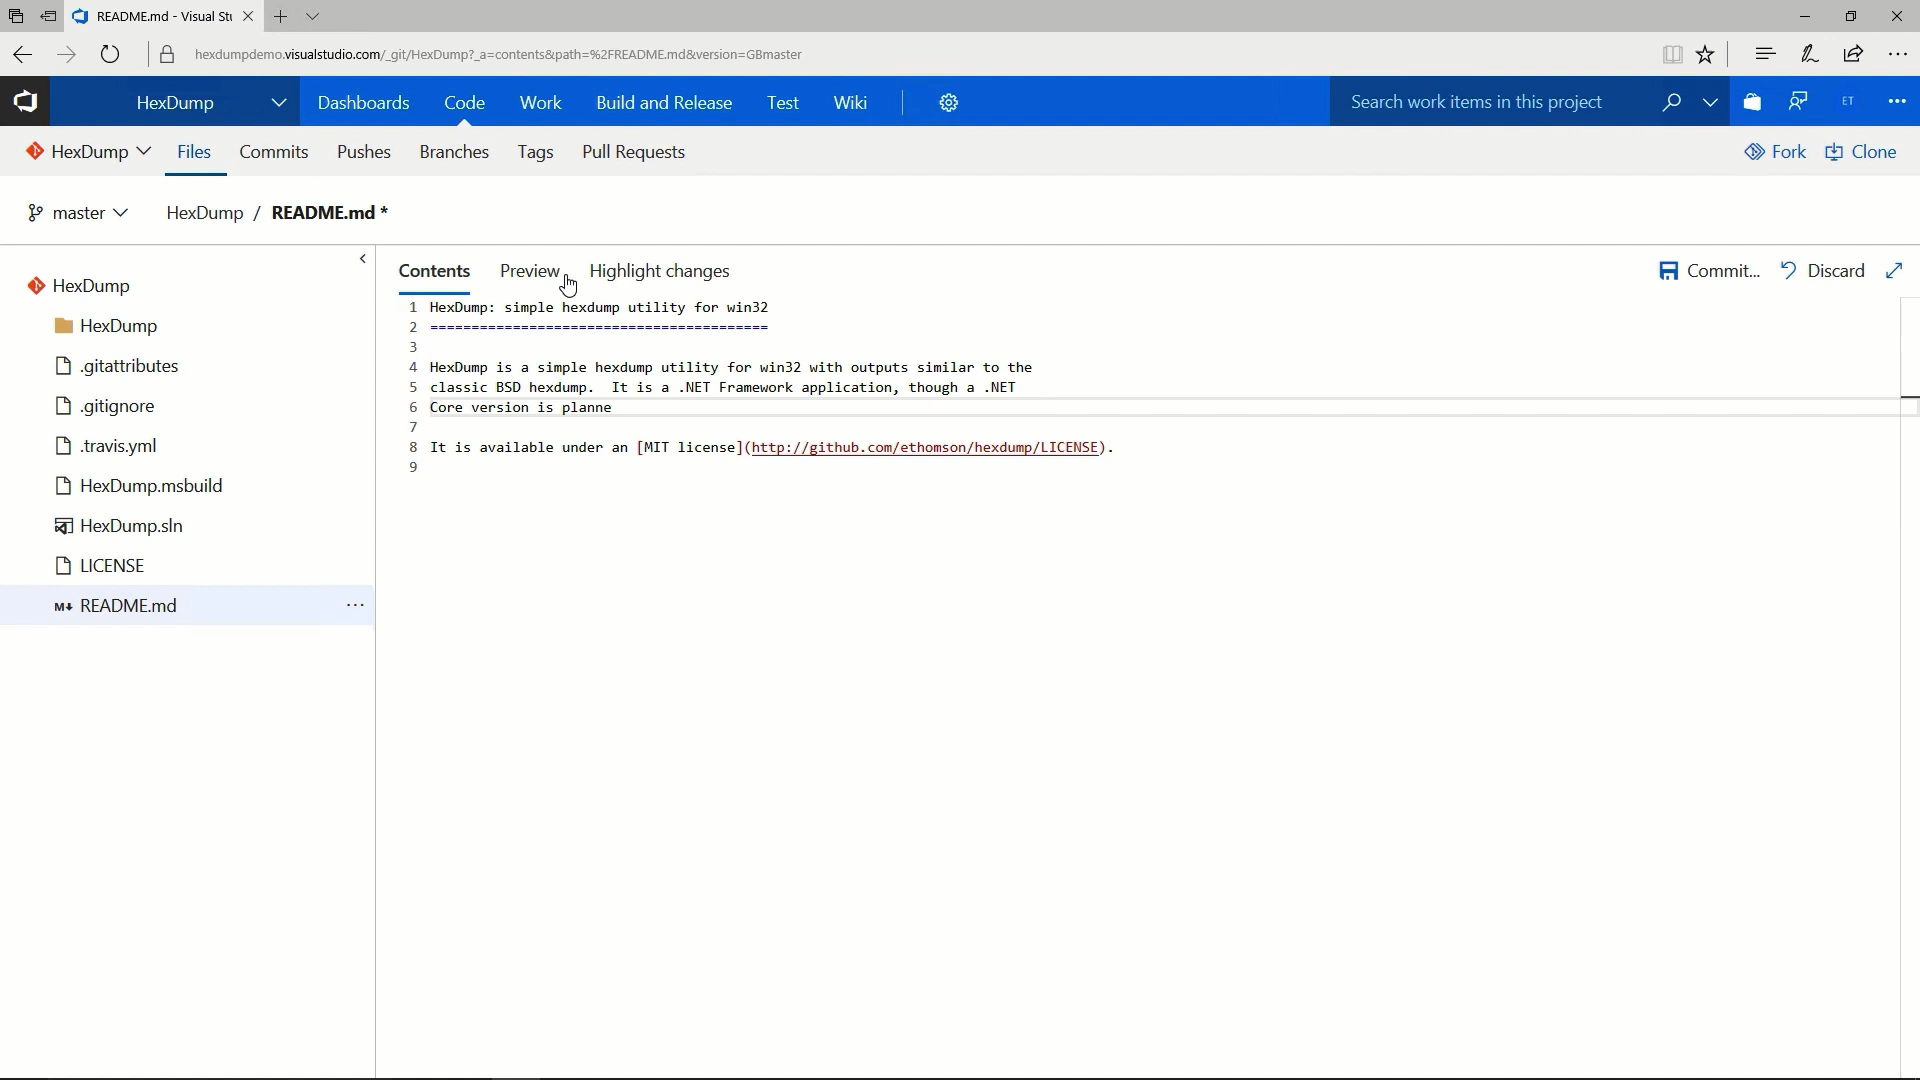 README.md - Visual Stu
hexdumpdemo.visualstudio.com/_git/HexDump?_a=contents&path=%2FREADME.md&version=GBmaster
HexDump Dashboards Code Work Build and Release Test Wiki Search work items in this project ET
HexDump Files Commits Pushes Branches Tags Pull Requests Fork Clone
master HexDump / README.md *
Contents Preview Highlight changes Commit... Discard
HexDump
HexDump
.gitattributes
.gitignore
.travis.yml
HexDump.msbuild
HexDump.sln
LICENSE
M↓ README.md ...
1 HexDump: simple hexdump utility for win32
2 =========================================
3
4 HexDump is a simple hexdump utility for win32 with outputs similar to the
5 classic BSD hexdump.  It is a .NET Framework application, though a .NET
6 Core version is planne
7
8 It is available under an [MIT license](http://github.com/ethomson/hexdump/LICENSE).
9